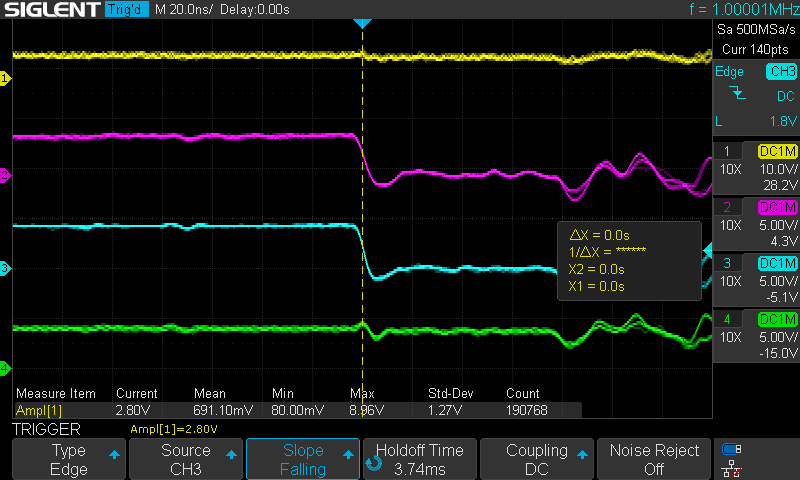 SIGLENT Trig'd M 20.0ns/ Delay:0.00s f = 1.00001MHz
Sa 500MSa/s
Curr 140pts
Edge CH3
DC
L 1.8V
1 DC1M
10X 10.0V/
28.2V
2 DC1M
10X 5.00V/
4.3V
3 DC1M
10X 5.00V/
-5.1V
4 DC1M
10X 5.00V/
-15.0V
1
2
3
4
ΔX = 0.0s
1/ΔX = ******
X2 = 0.0s
X1 = 0.0s
Measure Item Current Mean Min Max Std-Dev Count
Ampl[1] 2.80V 691.10mV 80.00mV 8.96V 1.27V 190768
TRIGGER Ampl[1]=2.80V
Type
Edge
Source
CH3
Slope
Falling
Holdoff Time
3.74ms
Coupling
DC
Noise Reject
Off